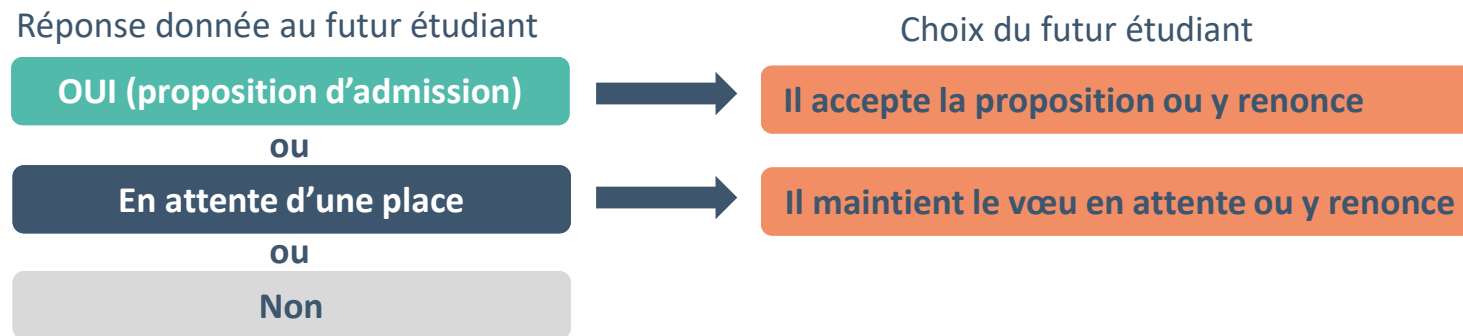 Réponse donnée au futur étudiant
Choix du futur étudiant
OUI (proposition d’admission)
Il accepte la proposition ou y renonce
ou
En attente d’une place
Il maintient le vœu en attente ou y renonce
ou
Non